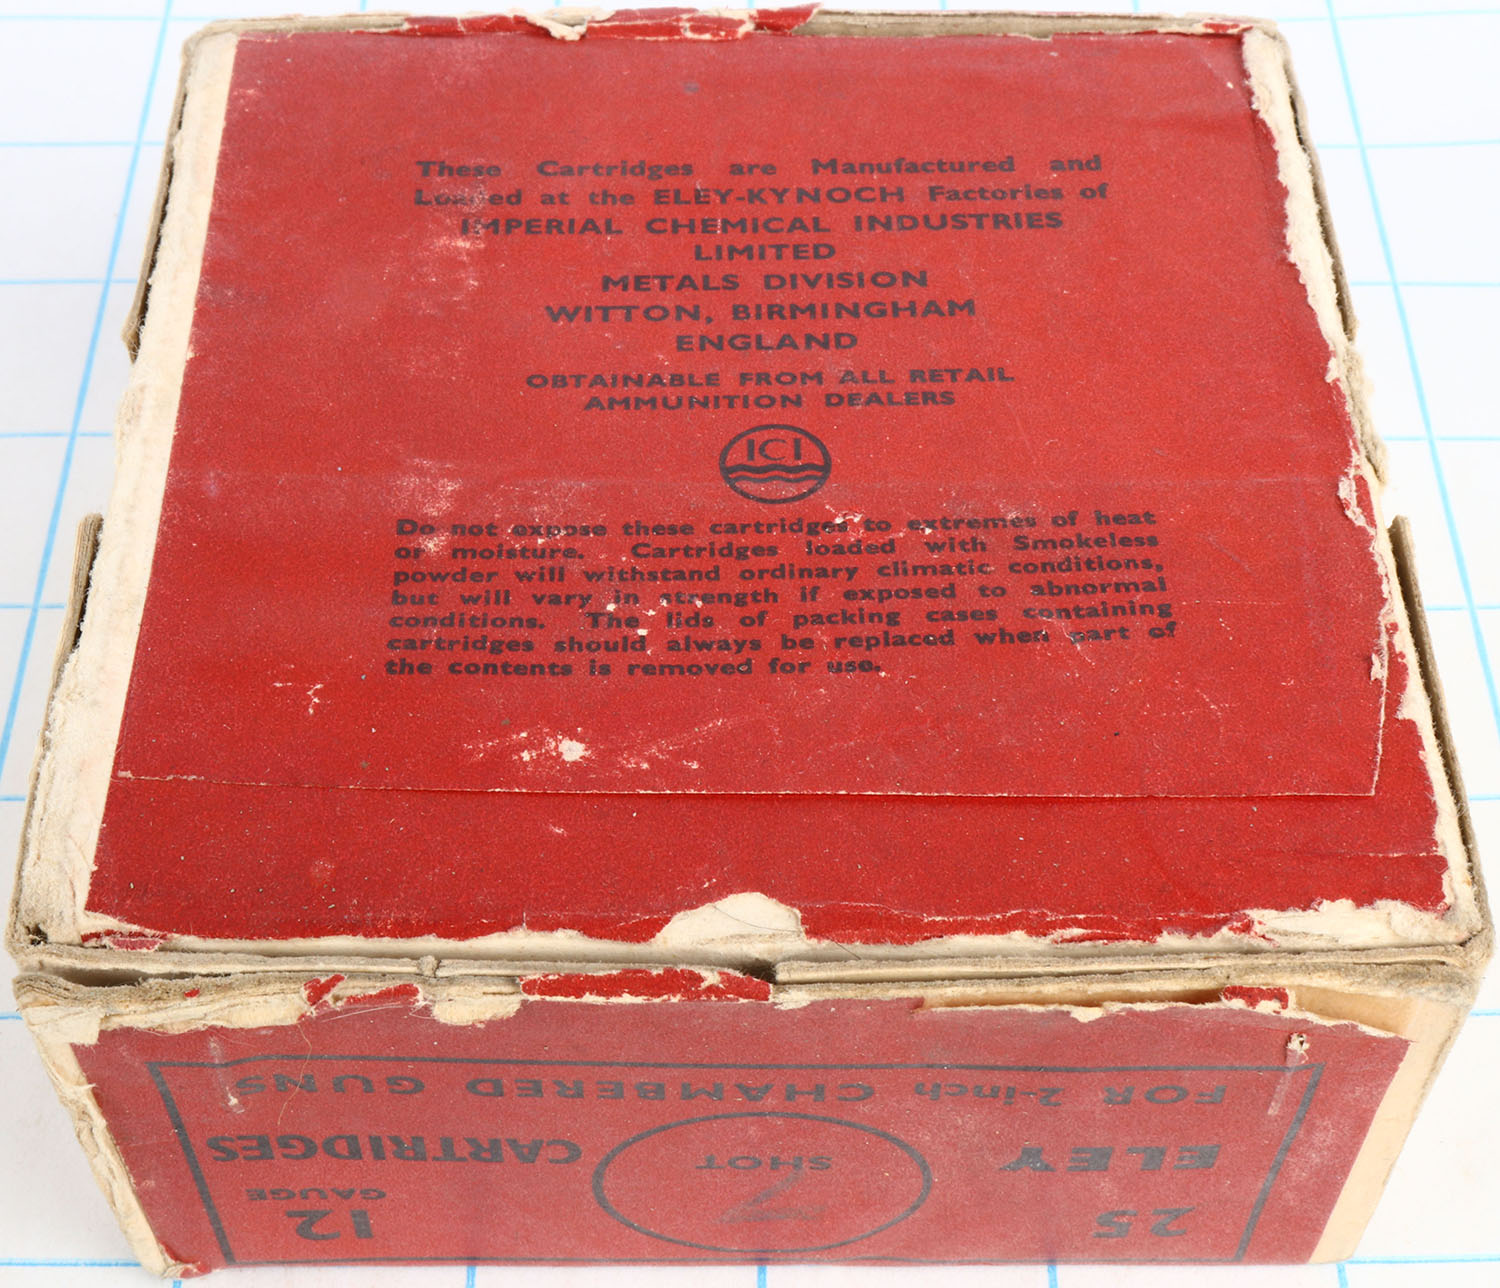 These Cartridges are Manufactured and
Loaded at the ELEY-KYNOCH Factories of
IMPERIAL CHEMICAL INDUSTRIES
LIMITED
METALS DIVISION
WITTON, BIRMINGHAM
ENGLAND
OBTAINABLE FROM ALL RETAIL
AMMUNITION DEALERS
ICI
Do not expose these cartridges to extremes of heat
or moisture. Cartridges loaded with Smokeless
powder will withstand ordinary climatic conditions,
but will vary in strength if exposed to abnormal
conditions. The lids of packing cases containing
cartridges should always be replaced when part of
the contents is removed for use.
25 7 12
GAUGE
ELEY SHOT CARTRIDGES
FOR 2-inch CHAMBERED GUNS